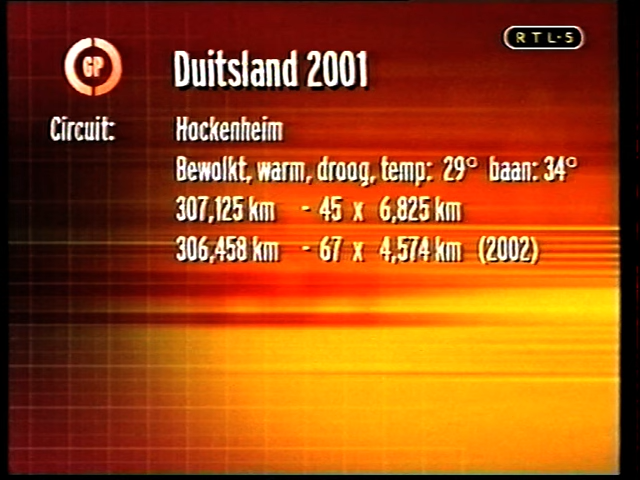 RTL·5
GP
Duitsland 2001
Circuit: Hockenheim
Bewolkt, warm, droog, temp: 29° baan: 34°
307,125 km - 45 x 6,825 km
306,458 km - 67 x 4,574 km (2002)